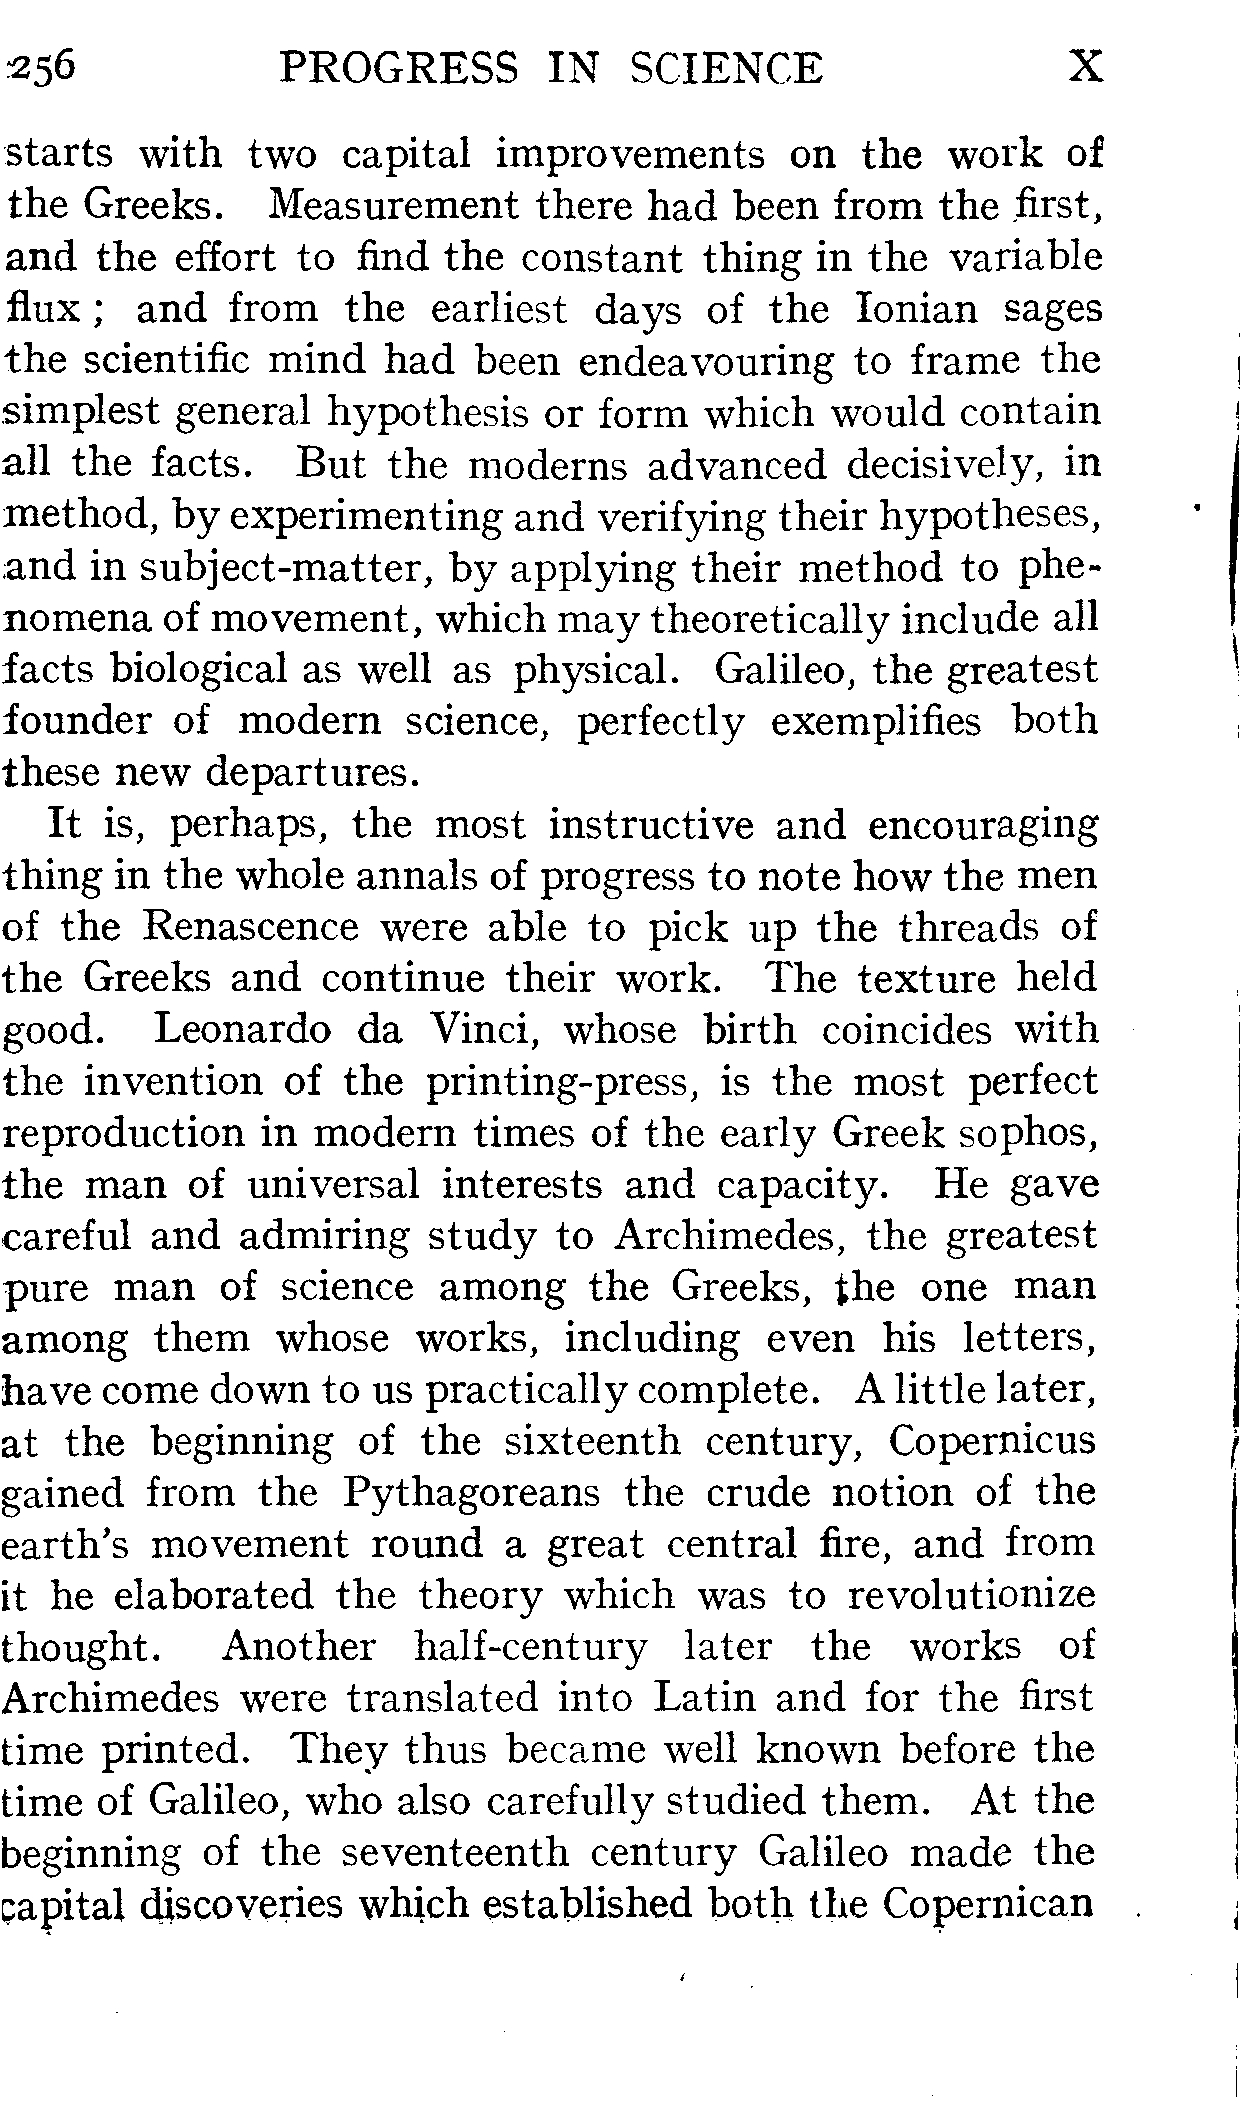 256 PROGRESS IN SCIENCE X
starts with two capital improvements on the work of
the Greeks. Measurement there had been from the first,
and the effort to find the constant thing in the variable
flux ; and from the earliest days of the Ionian sages
the scientific mind had been endeavouring to frame the
simplest general hypothesis or form which would contain
all the facts. But the moderns advanced decisively, in
method, by experimenting and verifying their hypotheses,
and in subject-matter, by applying their method to phe-
nomena of movement, which may theoretically include all
facts biological as well as physical. Galileo, the greatest
founder of modern science, perfectly exemplifies both
these new departures.
It is, perhaps, the most instructive and encouraging
thing in the whole annals of progress to note how the men
of the Renascence were able to pick up the threads of
the Greeks and continue their work. The texture held
good. Leonardo da Vinci, whose birth coincides with
the invention of the printing-press, is the most perfect
reproduction in modern times of the early Greek sophos,
the man of universal interests and capacity. He gave
careful and admiring study to Archimedes, the greatest
pure man of science among the Greeks, the one man
among them whose works, including even his letters,
have come down to us practically complete. A little later,
at the beginning of the sixteenth century, Copernicus
gained from the Pythagoreans the crude notion of the
earth's movement round a great central fire, and from
it he elaborated the theory which was to revolutionize
thought. Another half-century later the works of
Archimedes were translated into Latin and for the first
time printed. They thus became well known before the
time of Galileo, who also carefully studied them. At the
beginning of the seventeenth century Galileo made the
capital discoveries which established both the Copernican